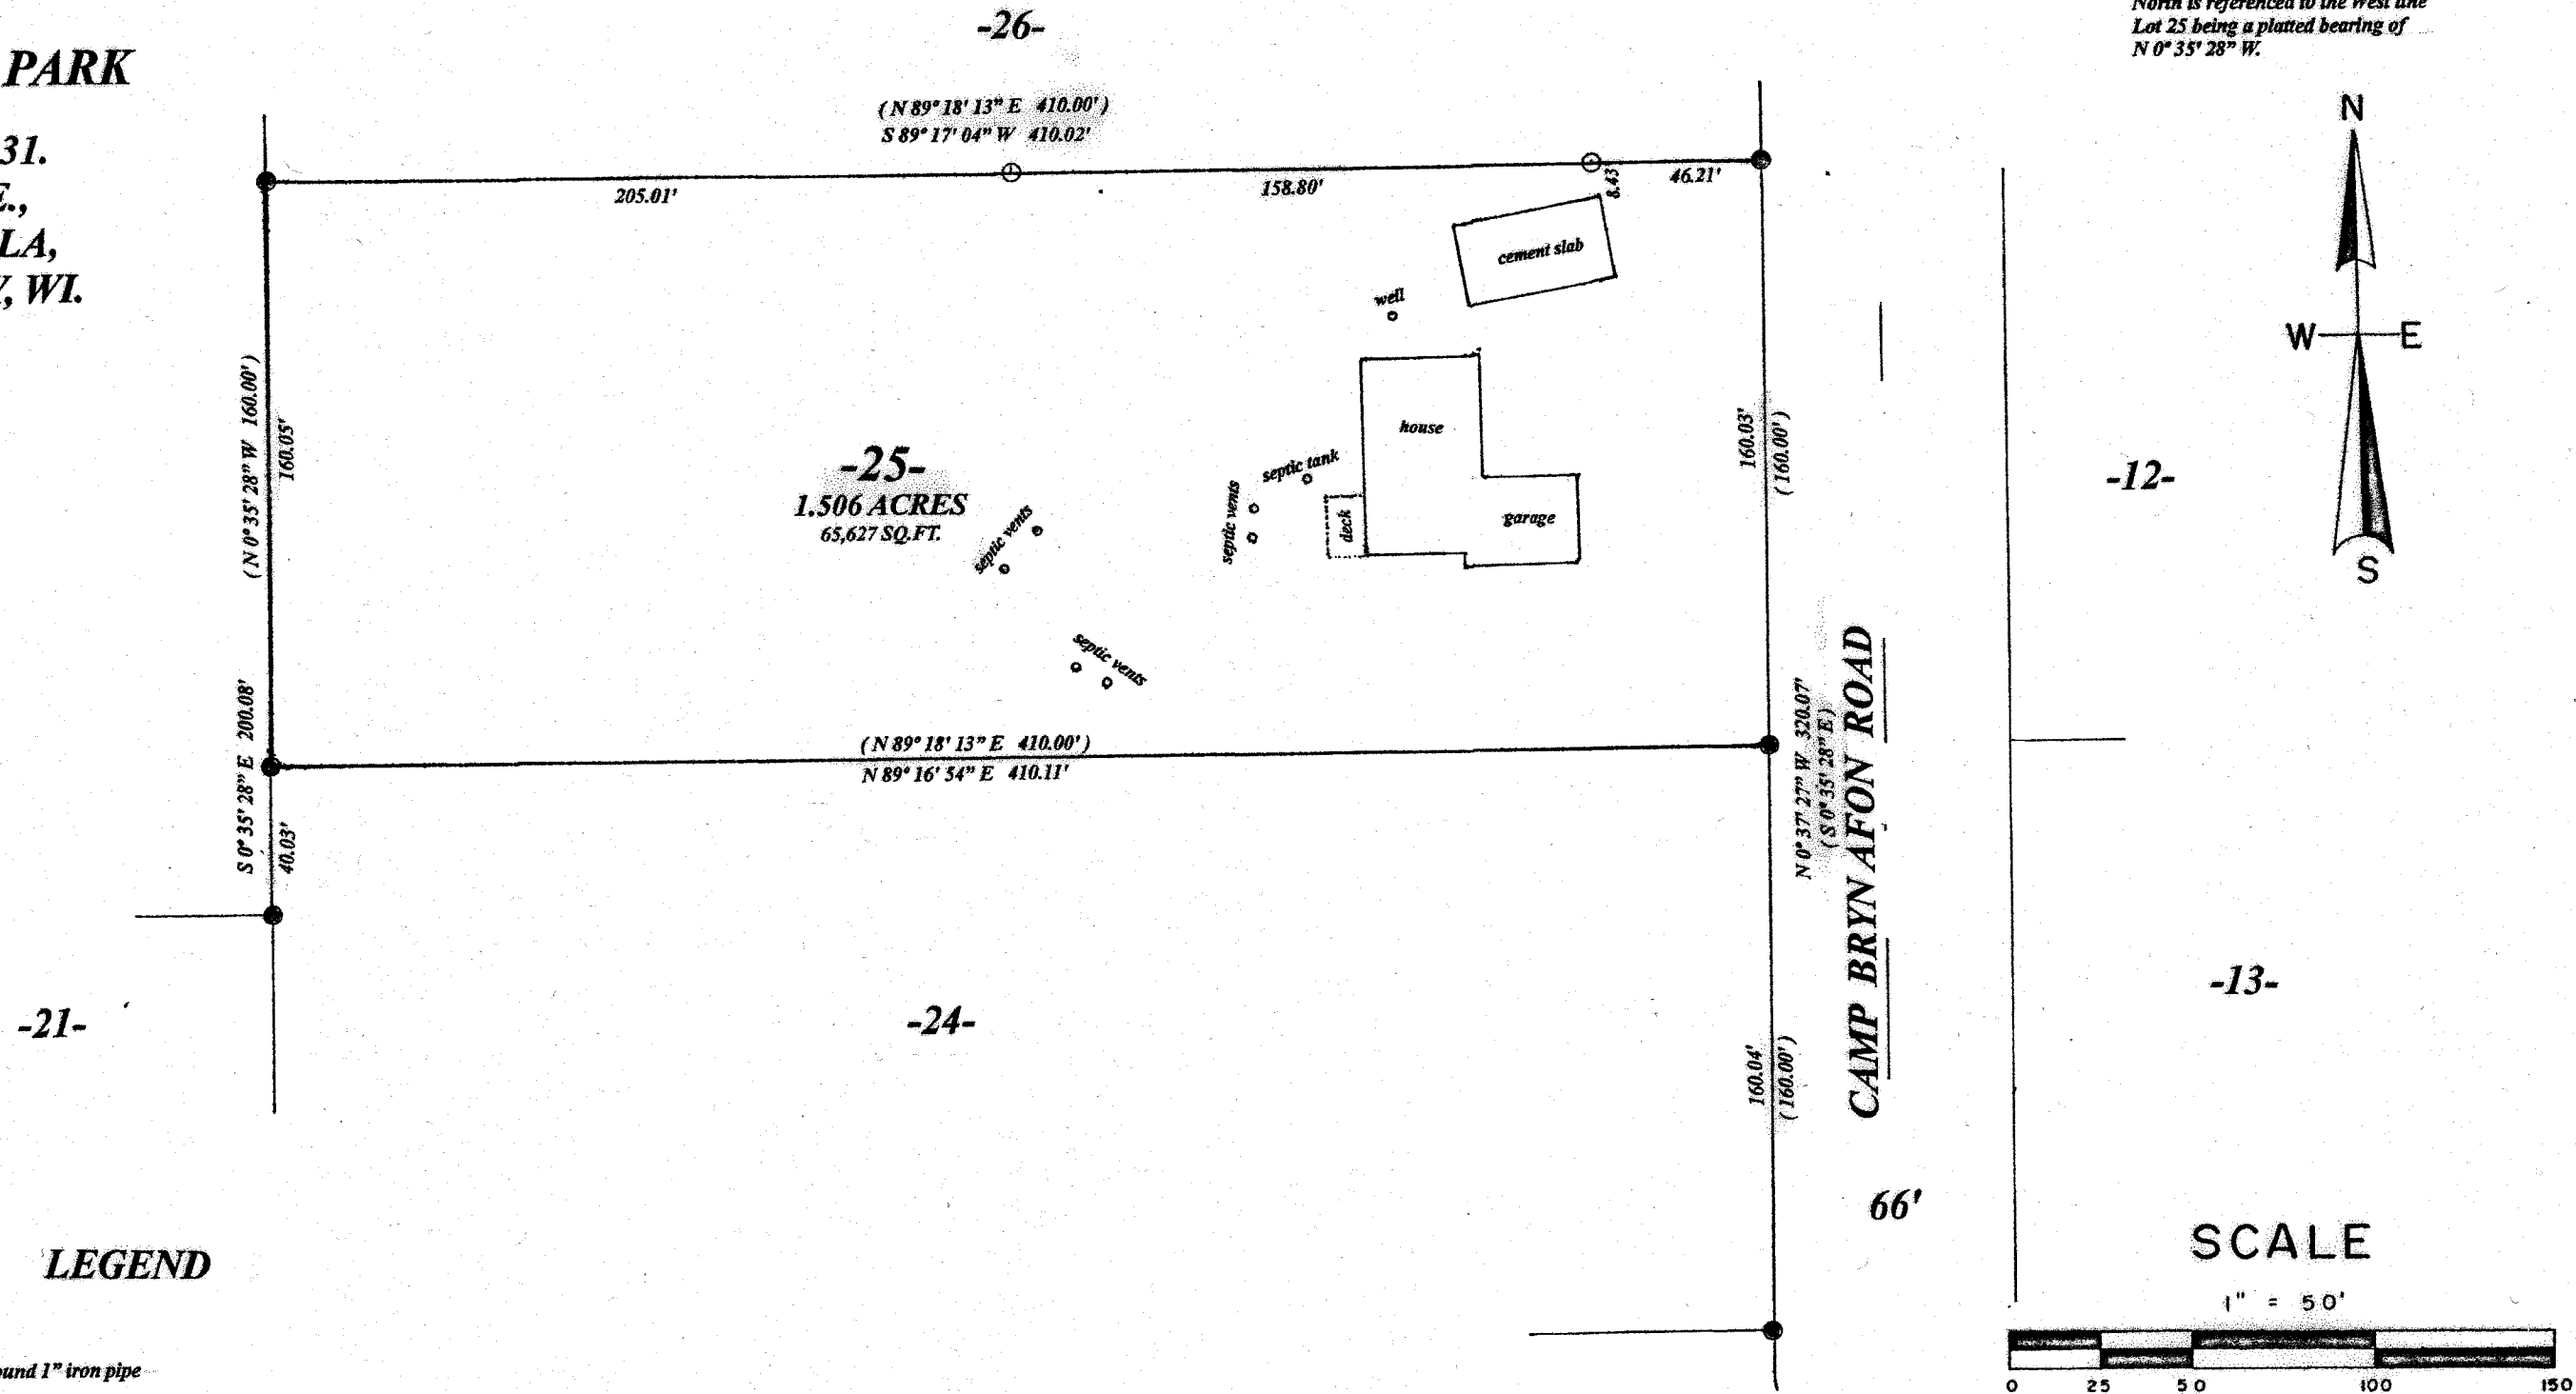 PARK
31.
E.,
LA,
Y, WI.
-26-
( N 89° 18' 13" E 410.00' )
S 89° 17' 04" W 410.02'
North is referenced to the West line
Lot 25 being a platted bearing of
N 0° 35' 28" W.
205.01'
158.80'
8.43'
46.21'
cement slab
well
house
garage
deck
septic tank
septic vents
septic vents
septic vents
-25-
1.506 ACRES
65,627 SQ.FT.
( N 0° 35' 28" W 160.00' )
160.05'
160.03'
( 160.00' )
S 0° 35' 28" E 200.08'
40.03'
( N 89° 18' 13" E 410.00' )
N 89° 16' 54" E 410.11'
N 0° 37' 27" W 320.07'
( S 0° 35' 28" E )
CAMP BRYN AFON ROAD
66'
160.04'
( 160.00' )
-12-
-13-
-21-
-24-
N
W E
S
LEGEND
ound 1" iron pipe
SCALE
1" = 50'
0 25 50 100 150